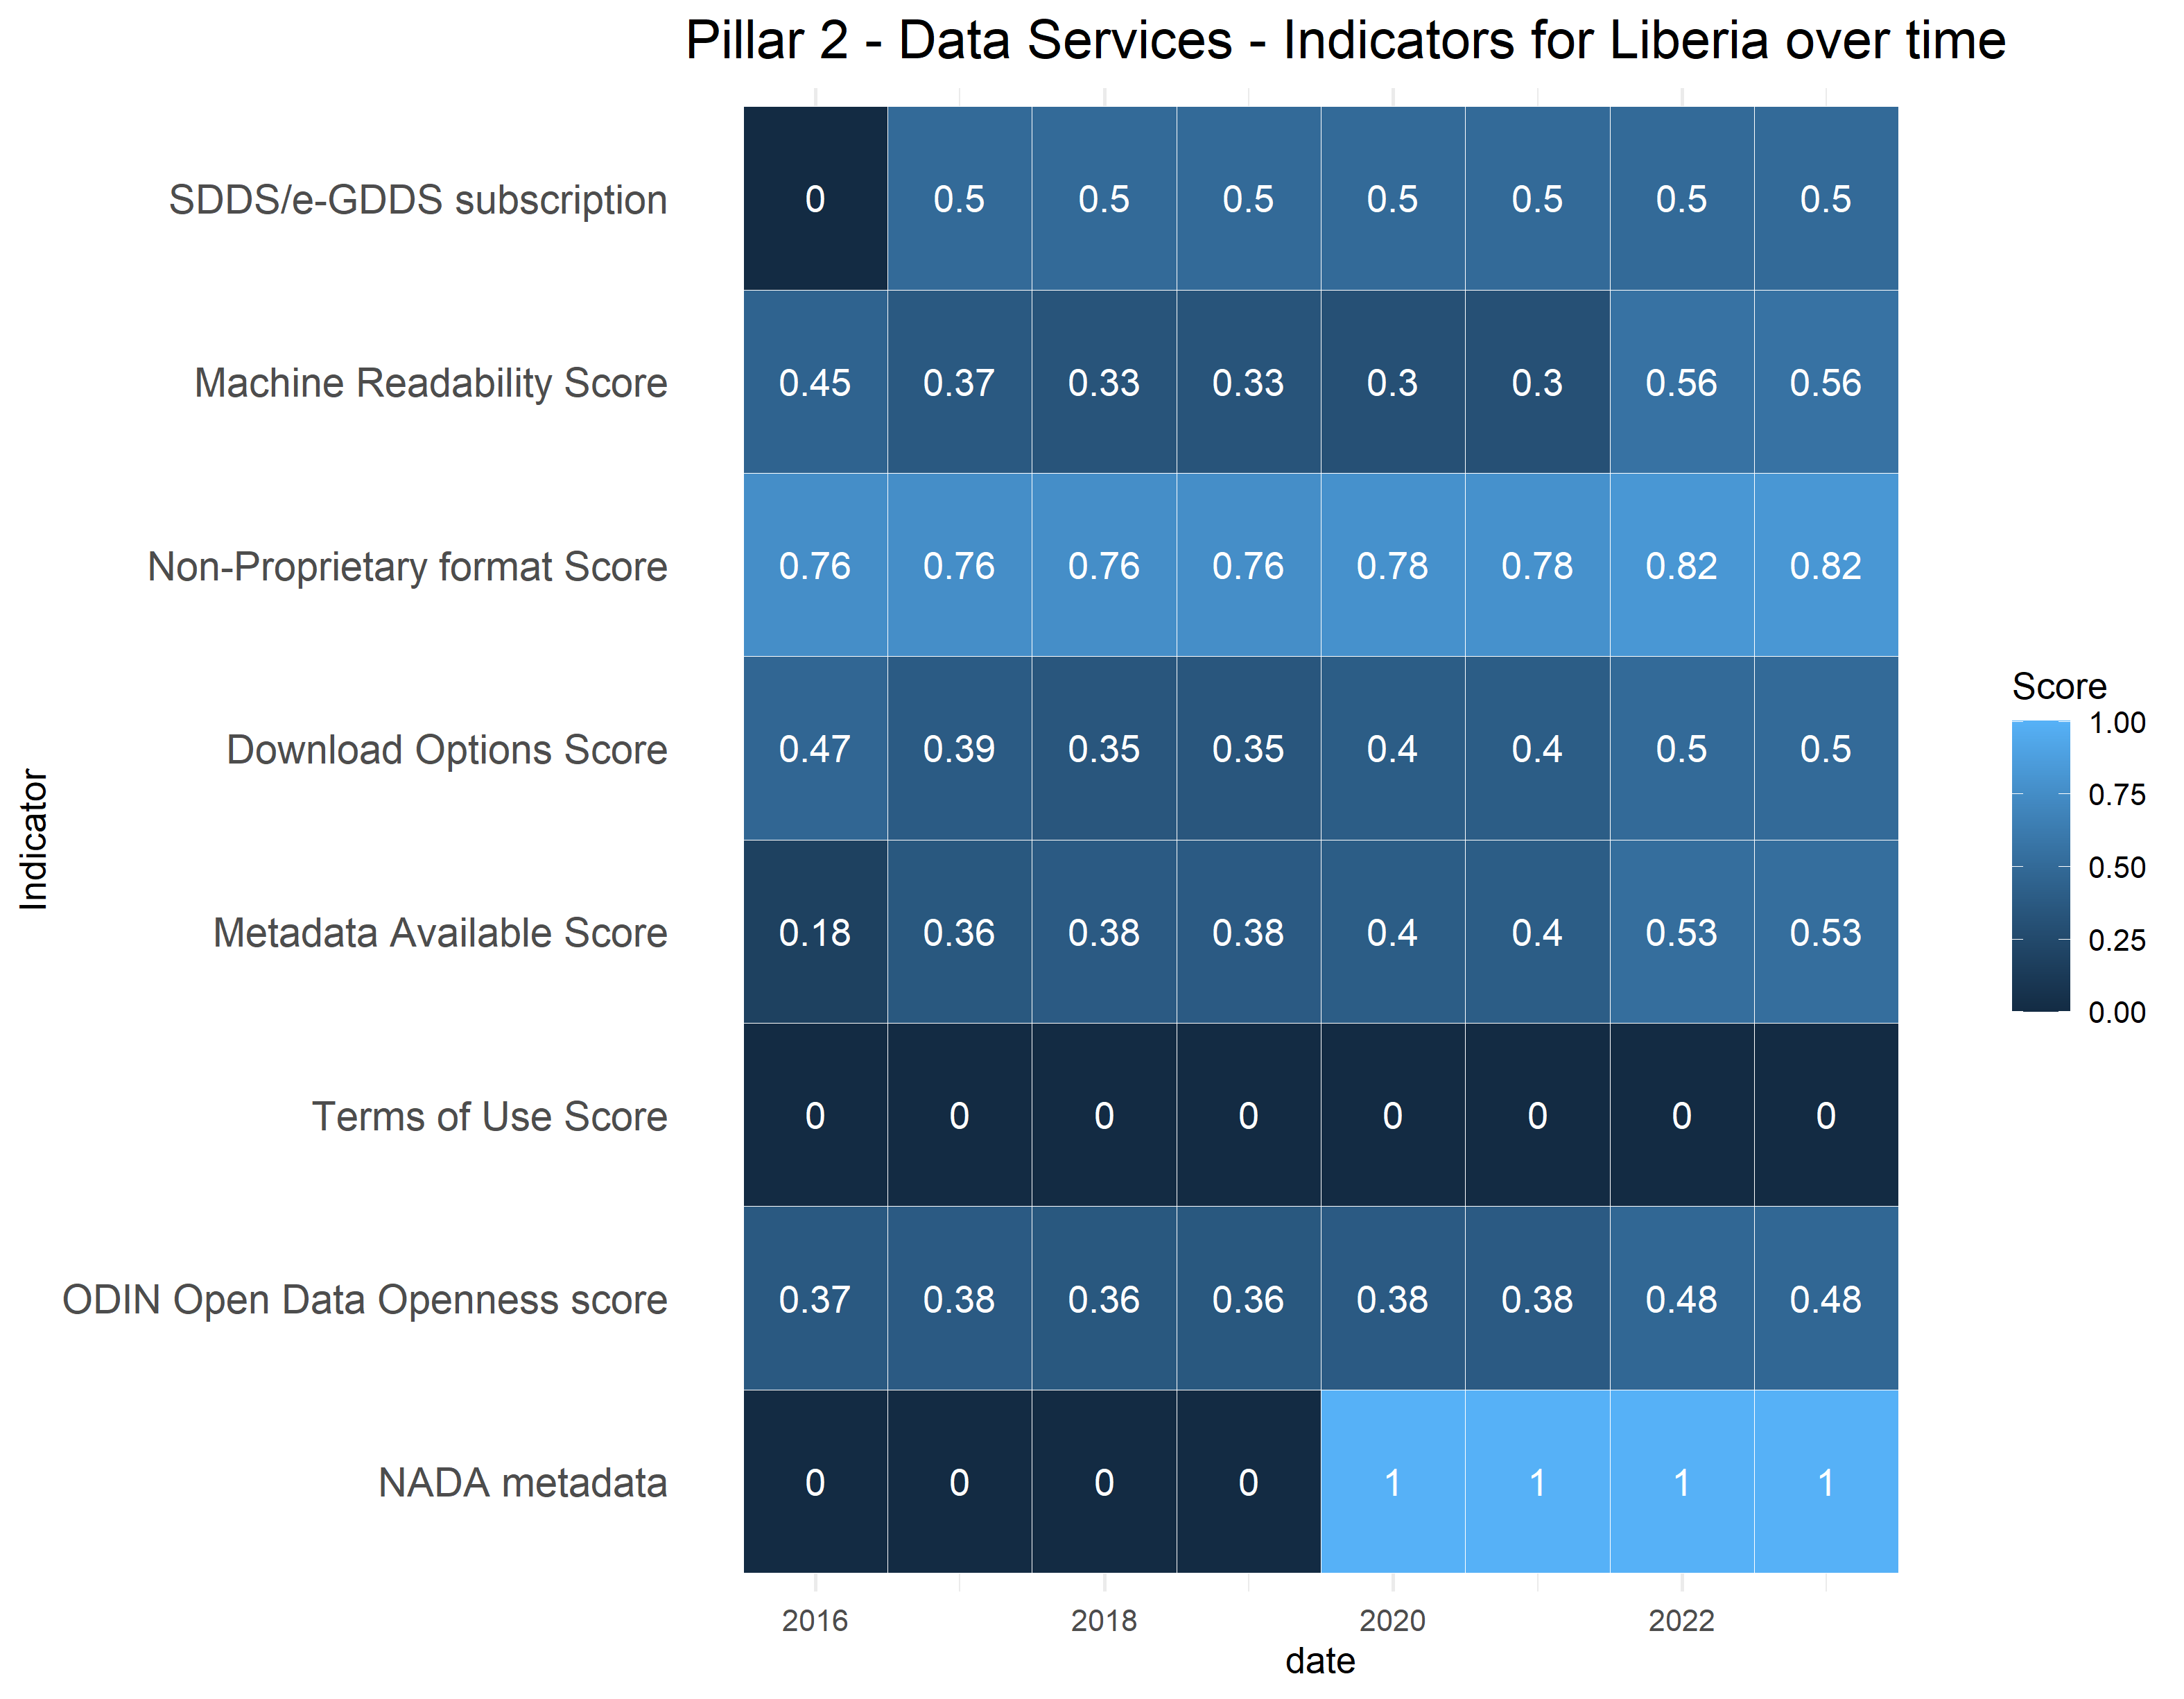 Pillar 2 - Data Services - Indicators for Liberia over time
SDDS/e-GDDS subscription 0 0.5 0.5 0.5 0.5 0.5 0.5 0.5
Machine Readability Score 0.45 0.37 0.33 0.33 0.3 0.3 0.56 0.56
Non-Proprietary format Score 0.76 0.76 0.76 0.76 0.78 0.78 0.82 0.82
Download Options Score 0.47 0.39 0.35 0.35 0.4 0.4 0.5 0.5
Metadata Available Score 0.18 0.36 0.38 0.38 0.4 0.4 0.53 0.53
Terms of Use Score 0 0 0 0 0 0 0 0
ODIN Open Data Openness score 0.37 0.38 0.36 0.36 0.38 0.38 0.48 0.48
NADA metadata 0 0 0 0 1 1 1 1
2016 2018 2020 2022
date
Indicator
Score
1.00
0.75
0.50
0.25
0.00